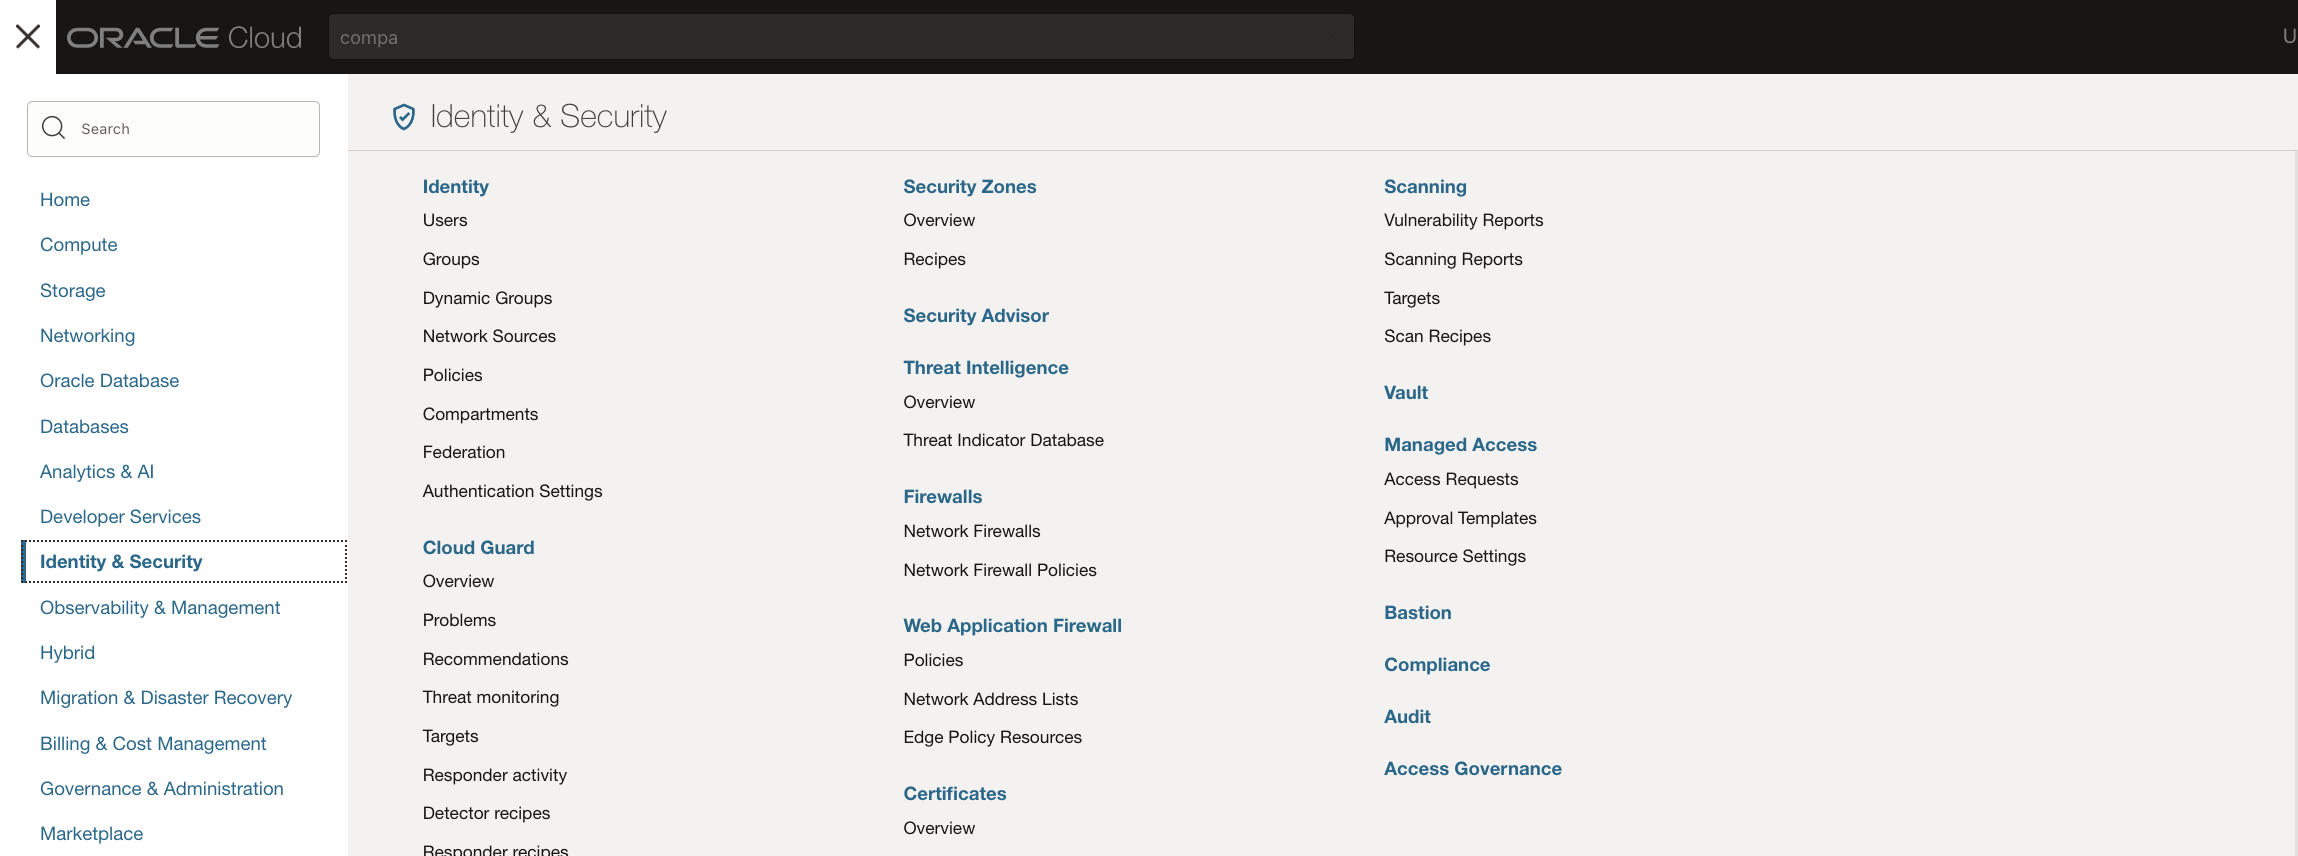 ORACLE Cloud
compa
U
Search
Home
Compute
Storage
Networking
Oracle Database
Databases
Analytics & AI
Developer Services
Identity & Security
Observability & Management
Hybrid
Migration & Disaster Recovery
Billing & Cost Management
Governance & Administration
Marketplace
Identity & Security
Identity
Users
Groups
Dynamic Groups
Network Sources
Policies
Compartments
Federation
Authentication Settings
Cloud Guard
Overview
Problems
Recommendations
Threat monitoring
Targets
Responder activity
Detector recipes
Responder recipes
Security Zones
Overview
Recipes
Security Advisor
Threat Intelligence
Overview
Threat Indicator Database
Firewalls
Network Firewalls
Network Firewall Policies
Web Application Firewall
Policies
Network Address Lists
Edge Policy Resources
Certificates
Overview
Scanning
Vulnerability Reports
Scanning Reports
Targets
Scan Recipes
Vault
Managed Access
Access Requests
Approval Templates
Resource Settings
Bastion
Compliance
Audit
Access Governance